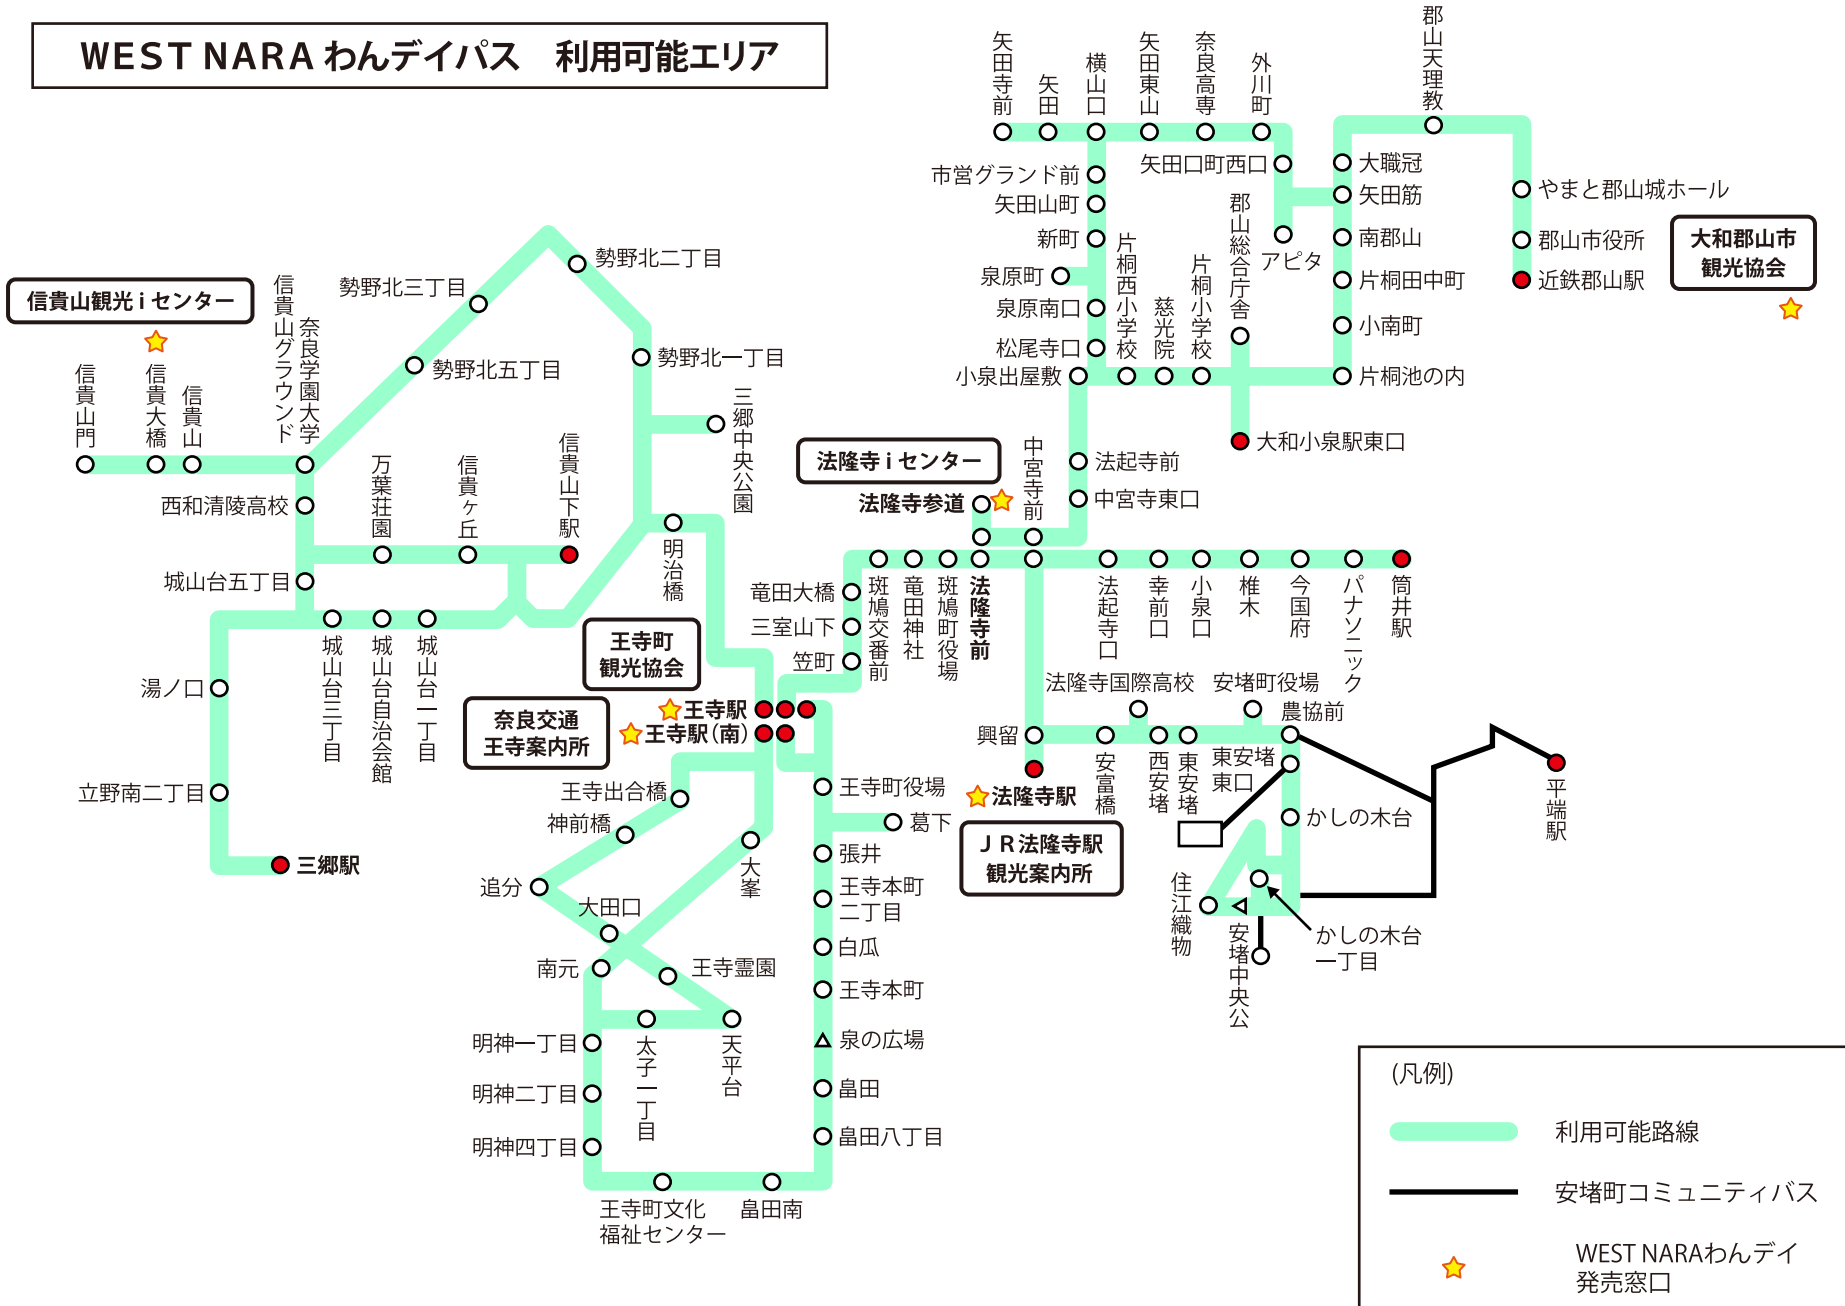 WEST NARA わんデイパス　利用可能エリア
矢田寺前
矢田
横山口
矢田東山
奈良高専
外川町
郡山天理教
市営グランド前
矢田口町西口
大職冠
矢田山町
矢田筋
やまと郡山城ホール
新町
片桐西小学校
慈光院
片桐小学校
郡山総合庁舎
アピタ
南郡山
郡山市役所
大和郡山市
観光協会
泉原町
片桐田中町
近鉄郡山駅
泉原南口
小南町
松尾寺口
小泉出屋敷
片桐池の内
大和小泉駅東口
勢野北二丁目
勢野北三丁目
信貴山観光 i センター
信貴山グラウンド
奈良学園大学
勢野北一丁目
勢野北五丁目
信貴山門
信貴大橋
信貴山
三郷中央公園
西和清陵高校
万葉荘園
信貴ヶ丘
信貴山下駅
明治橋
城山台五丁目
城山台三丁目
城山台自治会館
城山台一丁目
湯ノ口
立野南二丁目
三郷駅
法隆寺 i センター
法隆寺参道
中宮寺前
法起寺前
中宮寺東口
竜田大橋
三室山下
笠町
斑鳩交番前
竜田神社
斑鳩町役場
法隆寺前
法起寺口
幸前口
小泉口
椎木
今国府
パナソニック
筒井駅
王寺町
観光協会
王寺駅
奈良交通
王寺案内所
王寺駅（南）
法隆寺国際高校
安堵町役場
農協前
興留
安富橋
西安堵
東安堵
東安堵
東口
平端駅
法隆寺駅
ＪＲ法隆寺駅
観光案内所
かしの木台
住江織物
安堵中央公
かしの木台
一丁目
王寺出合橋
神前橋
追分
大田口
南元
大峯
王寺霊園
明神一丁目
太子一丁目
天平台
明神二丁目
明神四丁目
王寺町文化
福祉センター
畠田南
王寺町役場
葛下
張井
王寺本町
二丁目
白瓜
王寺本町
泉の広場
畠田
畠田八丁目
(凡例)
利用可能路線
安堵町コミュニティバス
WEST NARAわんデイ
発売窓口